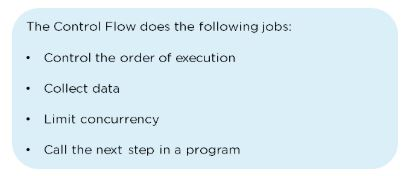 The Control Flow does the following jobs:
• Control the order of execution
• Collect data
• Limit concurrency
• Call the next step in a program